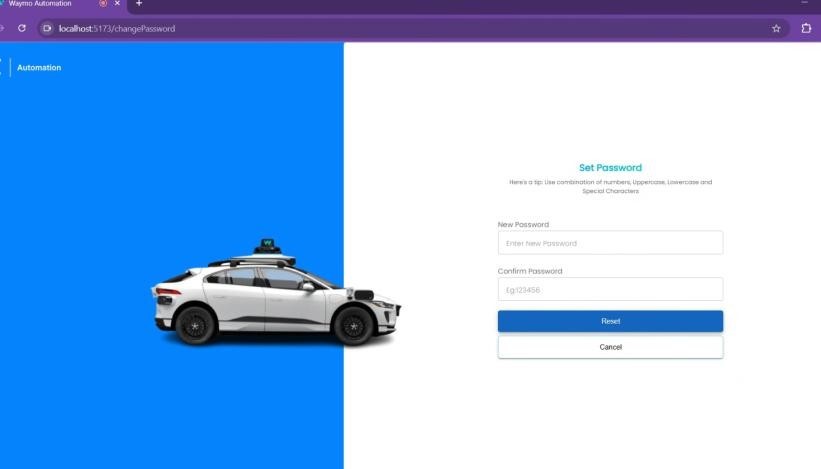 Waymo Automation
localhost:5173/changePassword
Automation
Set Password
Here's a tip: Use combination of numbers, Uppercase, Lowercase and
Special Characters
New Password
Enter New Password
Confirm Password
Eg:123456
Reset
Cancel